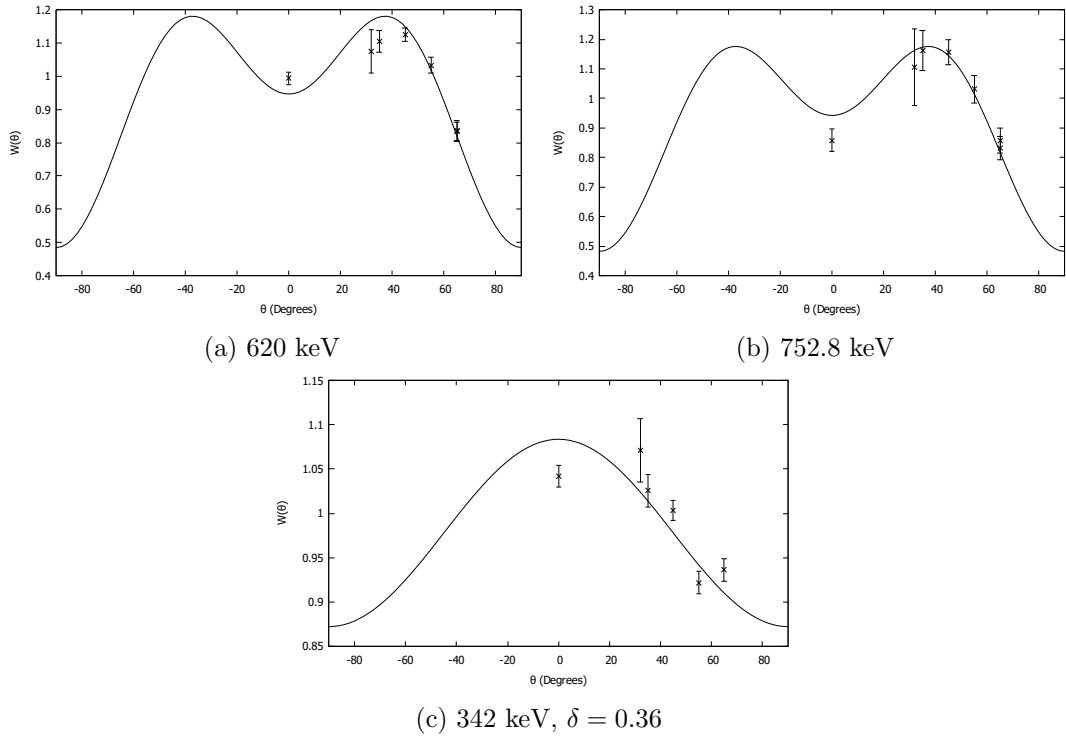 1.2
1.1
1
0.9
0.8
0.7
0.6
0.5
0.4
W(θ)
-80 -60 -40 -20 0 20 40 60 80
θ (Degrees)
(a) 620 keV
1.3
1.2
1.1
1
0.9
0.8
0.7
0.6
0.5
0.4
W(θ)
-80 -60 -40 -20 0 20 40 60 80
θ (Degrees)
(b) 752.8 keV
1.15
1.1
1.05
1
0.95
0.9
0.85
W(θ)
-80 -60 -40 -20 0 20 40 60 80
θ (Degrees)
(c) 342 keV, δ = 0.36